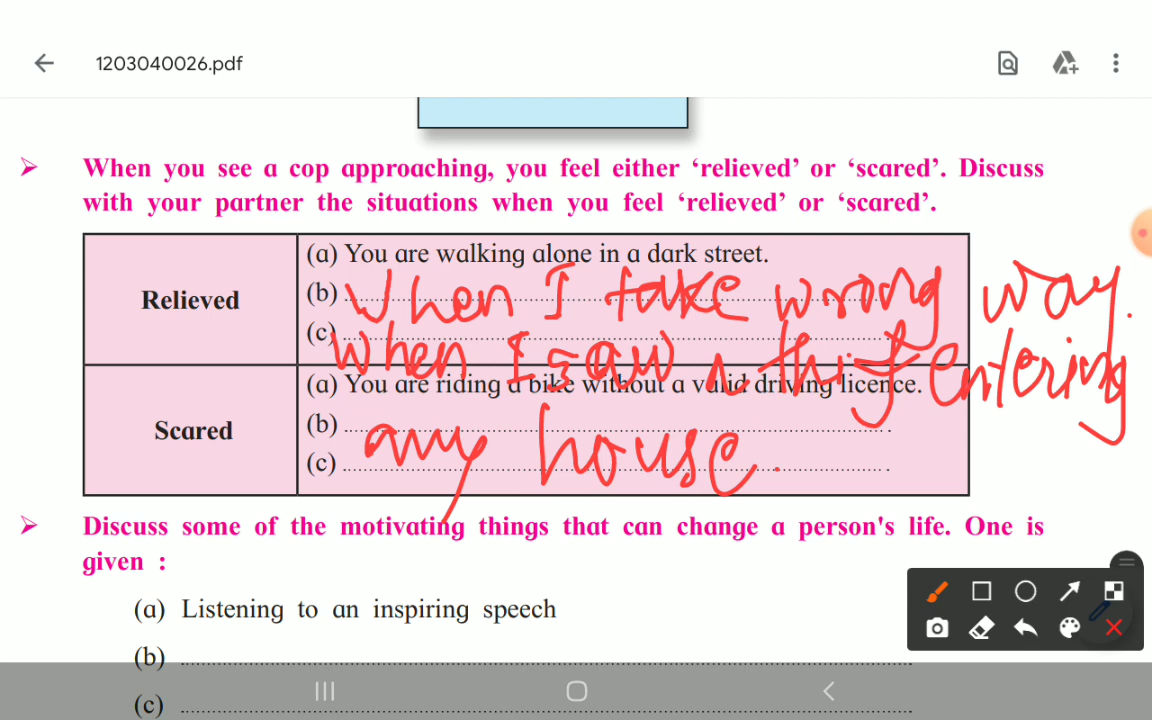 1203040026.pdf
When you see a cop approaching, you feel either ‘relieved’ or ‘scared’. Discuss
with your partner the situations when you feel ‘relieved’ or ‘scared’.
Relieved
(a) You are walking alone in a dark street.
(b) When I take wrong way.
(c) When I saw a thief entering
my house.
Scared
(a) You are riding a bike without a valid driving licence.
(b)
(c)
Discuss some of the motivating things that can change a person's life. One is
given :
(a) Listening to an inspiring speech
(b)
(c)